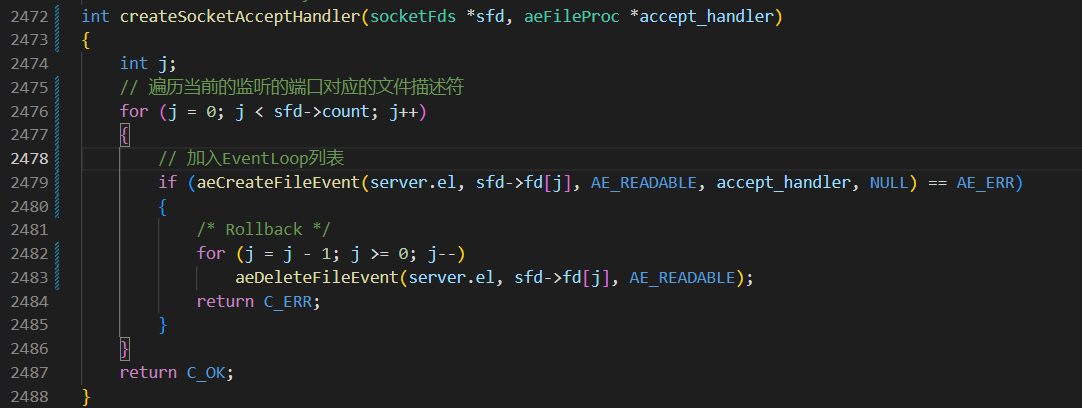 2472 int createSocketAcceptHandler(socketFds *sfd, aeFileProc *accept_handler)
2473 {
2474     int j;
2475     // 遍历当前的监听的端口对应的文件描述符
2476     for (j = 0; j < sfd->count; j++)
2477     {
2478         // 加入EventLoop列表
2479         if (aeCreateFileEvent(server.el, sfd->fd[j], AE_READABLE, accept_handler, NULL) == AE_ERR)
2480         {
2481             /* Rollback */
2482             for (j = j - 1; j >= 0; j--)
2483                 aeDeleteFileEvent(server.el, sfd->fd[j], AE_READABLE);
2484             return C_ERR;
2485         }
2486     }
2487     return C_OK;
2488 }